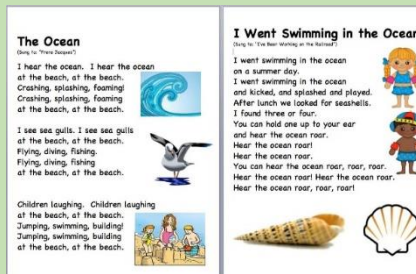 The Ocean
(Sung to: "Frere Jacques")
I hear the ocean. I hear the ocean
at the beach, at the beach.
Crashing, splashing, foaming!
Crashing, splashing, foaming
at the beach, at the beach.
I see sea gulls. I see sea gulls
at the beach, at the beach.
Flying, diving, fishing.
Flying, diving, fishing
at the beach, at the beach.
Children laughing. Children laughing
at the beach, at the beach.
Jumping, swimming, building!
Jumping, swimming, building
at the beach, at the beach.
I Went Swimming in the Ocean
(Sung to: "I've Been Working on the Railroad")
I went swimming in the ocean
on a summer day.
I went swimming in the ocean
and kicked, and splashed and played.
After lunch we looked for seashells.
I found three or four.
You can hold one up to your ear
and hear the ocean roar.
Hear the ocean roar!
Hear the ocean roar.
You can hear the ocean roar, roar, roar.
Hear the ocean roar! Hear the ocean roar.
Hear the ocean roar, roar, roar!